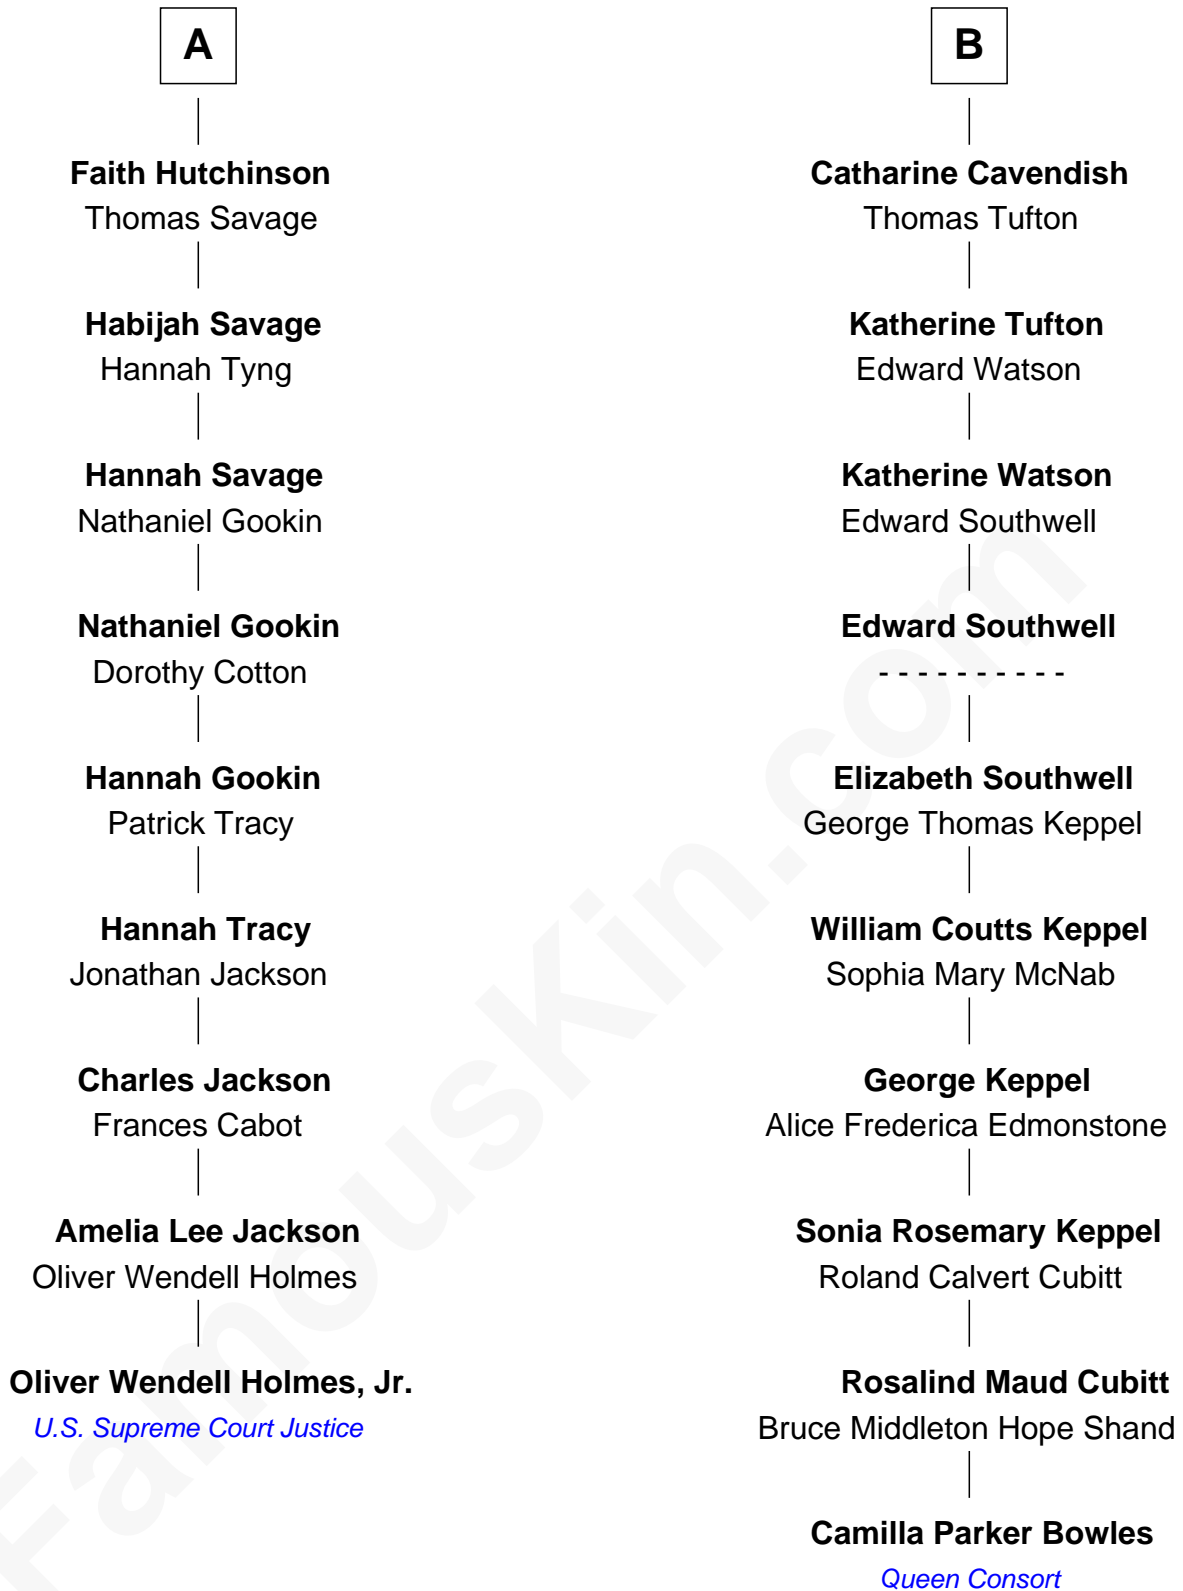 A
Faith Hutchinson
Thomas Savage
Habijah Savage
Hannah Tyng
Hannah Savage
Nathaniel Gookin
Nathaniel Gookin
Dorothy Cotton
Hannah Gookin
Patrick Tracy
Hannah Tracy
Jonathan Jackson
Charles Jackson
Frances Cabot
Amelia Lee Jackson
Oliver Wendell Holmes
Oliver Wendell Holmes, Jr.
U.S. Supreme Court Justice
B
Catharine Cavendish
Thomas Tufton
Katherine Tufton
Edward Watson
Katherine Watson
Edward Southwell
Edward Southwell
- - - - - - - - - -
Elizabeth Southwell
George Thomas Keppel
William Coutts Keppel
Sophia Mary McNab
George Keppel
Alice Frederica Edmonstone
Sonia Rosemary Keppel
Roland Calvert Cubitt
Rosalind Maud Cubitt
Bruce Middleton Hope Shand
Camilla Parker Bowles
Queen Consort
FamousKin.com